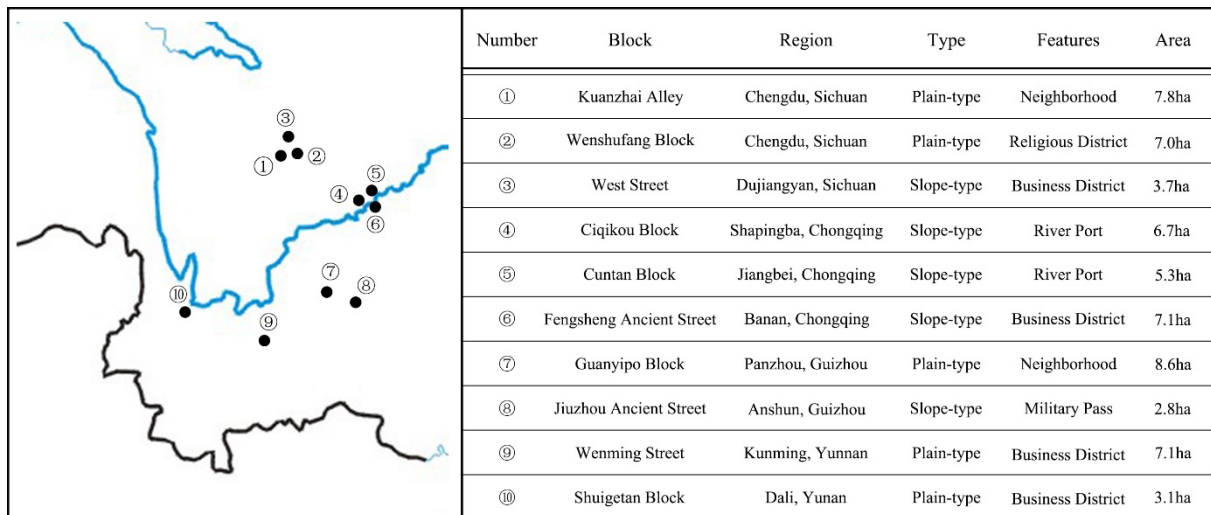 ③
① ②
⑤
④
⑥
⑦
⑧
⑩
⑨
Number Block Region Type Features Area
① Kuanzhai Alley Chengdu, Sichuan Plain-type Neighborhood 7.8ha
② Wenshufang Block Chengdu, Sichuan Plain-type Religious District 7.0ha
③ West Street Dujiangyan, Sichuan Slope-type Business District 3.7ha
④ Ciqikou Block Shapingba, Chongqing Slope-type River Port 6.7ha
⑤ Cuntan Block Jiangbei, Chongqing Slope-type River Port 5.3ha
⑥ Fengsheng Ancient Street Banan, Chongqing Slope-type Business District 7.1ha
⑦ Guanyipo Block Panzhou, Guizhou Plain-type Neighborhood 8.6ha
⑧ Jiuzhou Ancient Street Anshun, Guizhou Slope-type Military Pass 2.8ha
⑨ Wenming Street Kunming, Yunnan Plain-type Business District 7.1ha
⑩ Shuigetan Block Dali, Yunan Plain-type Business District 3.1ha